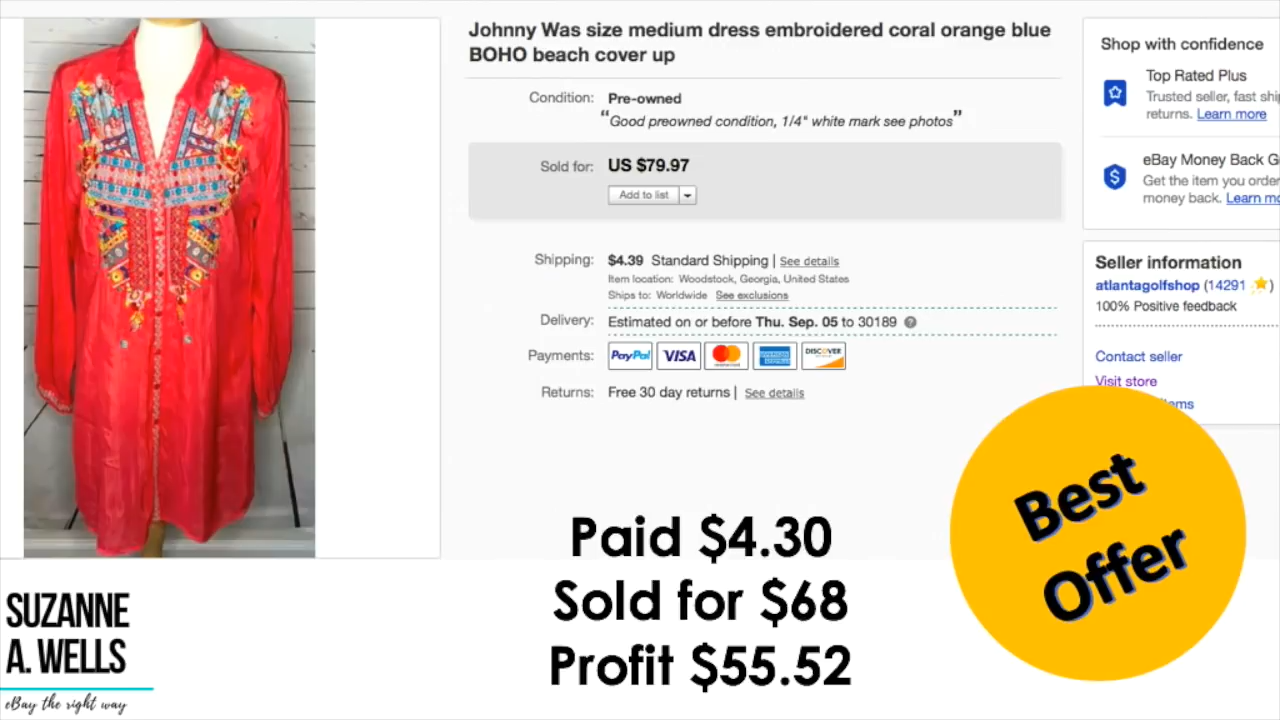 Johnny Was size medium dress embroidered coral orange blue
BOHO beach cover up
Condition: Pre-owned
“Good preowned condition, 1/4" white mark see photos”
Sold for: US $79.97
Add to list
Shipping: $4.39 Standard Shipping | See details
Item location: Woodstock, Georgia, United States
Ships to: Worldwide See exclusions
Delivery: Estimated on or before Thu. Sep. 05 to 30189 ?
Payments: PayPal VISA mastercard DISCOVER
Returns: Free 30 day returns | See details
Shop with confidence
Top Rated Plus
Trusted seller, fast
returns. Learn more
eBay Money Back
Get the item you
money back. Learn
Seller information
atlantagolfshop (14291 )
100% Positive feedback
Contact seller
Visit store
Best
Offer
Paid $4.30
Sold for $68
Profit $55.52
SUZANNE
A. WELLS
eBay the right way